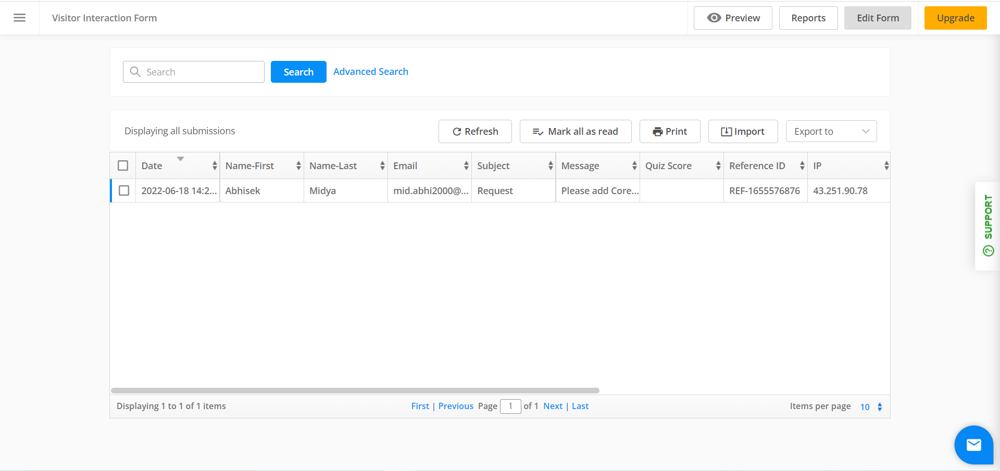 Visitor Interaction Form Preview Reports Edit Form Upgrade
Search Search Advanced Search
Displaying all submissions Refresh Mark all as read Print Import Export to
Date Name-First Name-Last Email Subject Message Quiz Score Reference ID IP
2022-06-18 14:2... Abhisek Midya mid.abhi2000@... Request Please add Core... REF-1655576876 43.251.90.78
SUPPORT
Displaying 1 to 1 of 1 items First | Previous Page 1 of 1 Next | Last Items per page 10